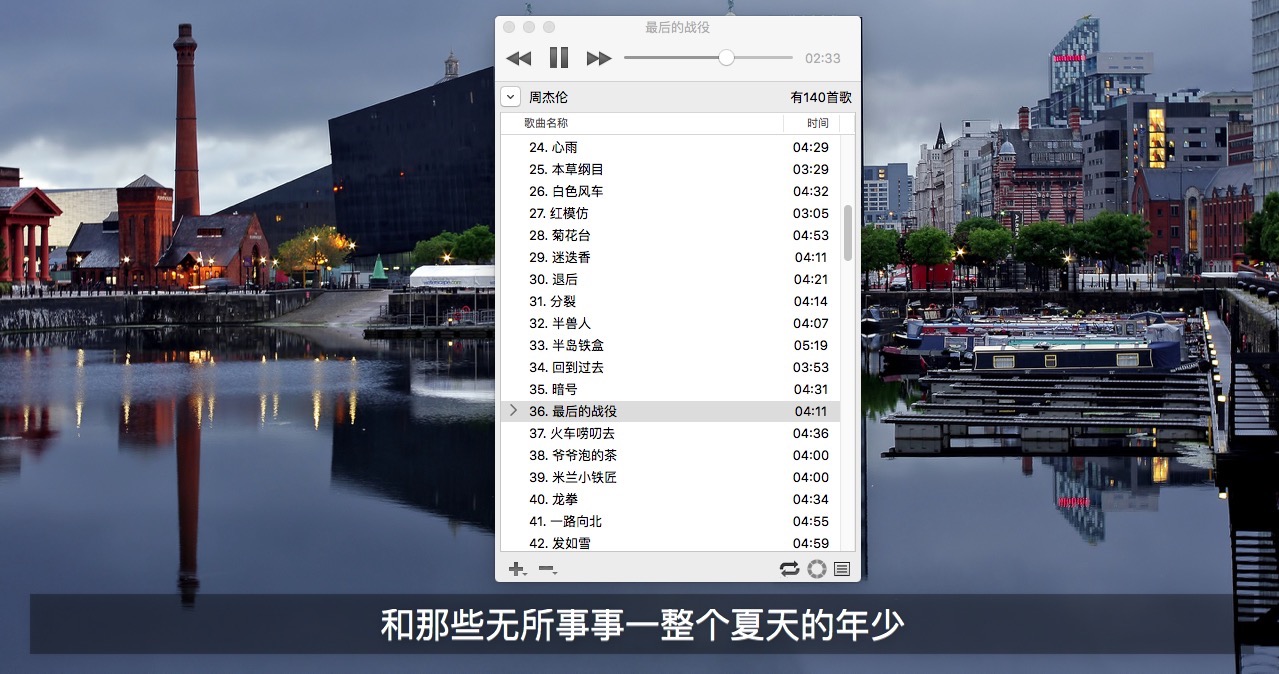 最后的战役
02:33
周杰伦 有140首歌
歌曲名称 时间
24. 心雨 04:29
25. 本草纲目 03:29
26. 白色风车 04:32
27. 红模仿 03:05
28. 菊花台 04:53
29. 迷迭香 04:11
30. 退后 04:21
31. 分裂 04:14
32. 半兽人 04:07
33. 半岛铁盒 05:19
34. 回到过去 03:53
35. 暗号 04:31
36. 最后的战役 04:11
37. 火车唠叨去 04:36
38. 爷爷泡的茶 04:00
39. 米兰小铁匠 04:00
40. 龙拳 04:34
41. 一路向北 04:55
42. 发如雪 04:59
和那些无所事事一整个夏天的年少